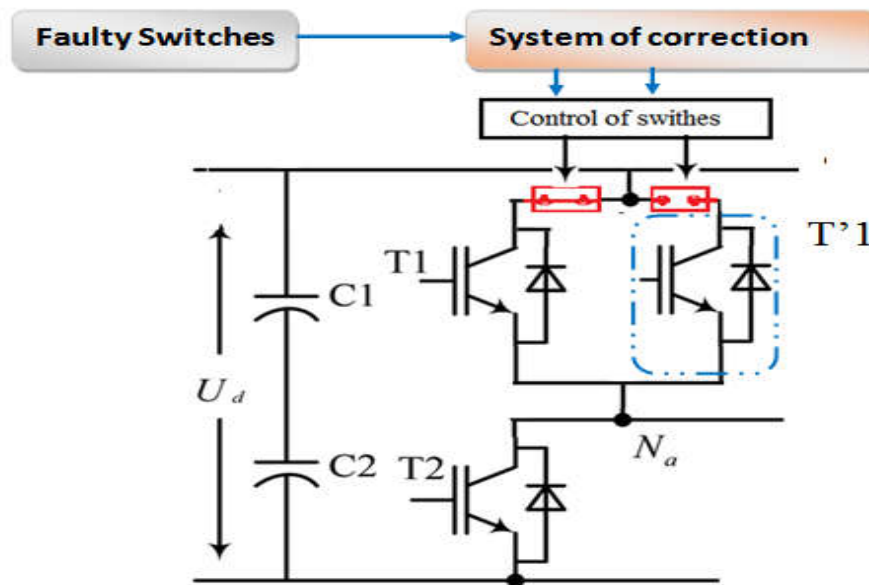 Faulty Switches
System of correction
Control of swithes
T'1
T1
C1
U d
N a
C2
T2